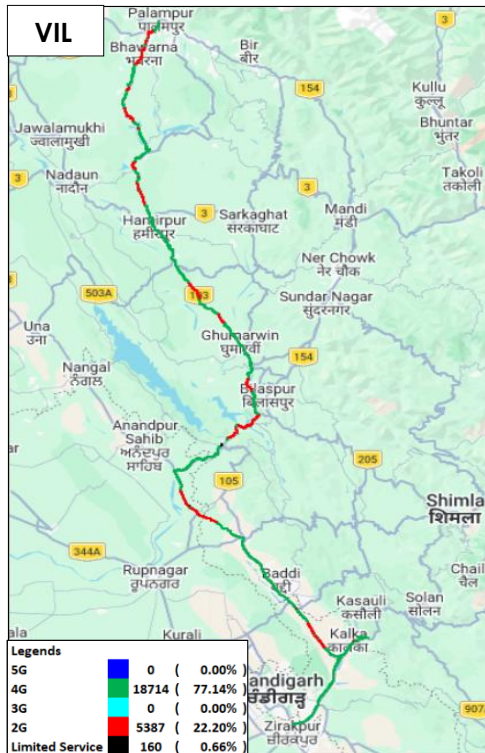 VIL
Palampur
पालमपुर
Bhawarna
भवारना
Bir
बीर
154
3
Kullu
कुल्लू
Bhuntar
भुंतर
Jawalamukhi
ज्वालामुखी
Takoli
तकोली
3
Nadaun
नादौन
3
Hamirpur
हमीरपुर
3
Sarkaghat
सरकाघाट
Mandi
मंडी
Ner Chowk
नेर चौक
503A
103
Sundar Nagar
सुंदरनगर
Una
उना
Ghumarwin
घुमारवीं
154
Nangal
ਨੰਗਲ
Bilaspur
बिलासपुर
Anandpur
Sahib
ਅਨੰਦਪੁਰ
ਸਾਹਿਬ
205
105
Shimla
शिमला
344A
Rupnagar
ਰੂਪਨਗਰ
Baddi
बद्दी
Chail
चैल
Kasauli
कसौली
Solan
सोलन
Kurali
Kalka
कालका
andigarh
ਚੰਡੀਗੜ੍ਹ
Zirakpur
ਜ਼ੀਰਕਪੁਰ
907A
Legends
5G 0 ( 0.00%)
4G 18714 ( 77.14%)
3G 0 ( 0.00%)
2G 5387 ( 22.20%)
Limited Service 160 ( 0.66%)